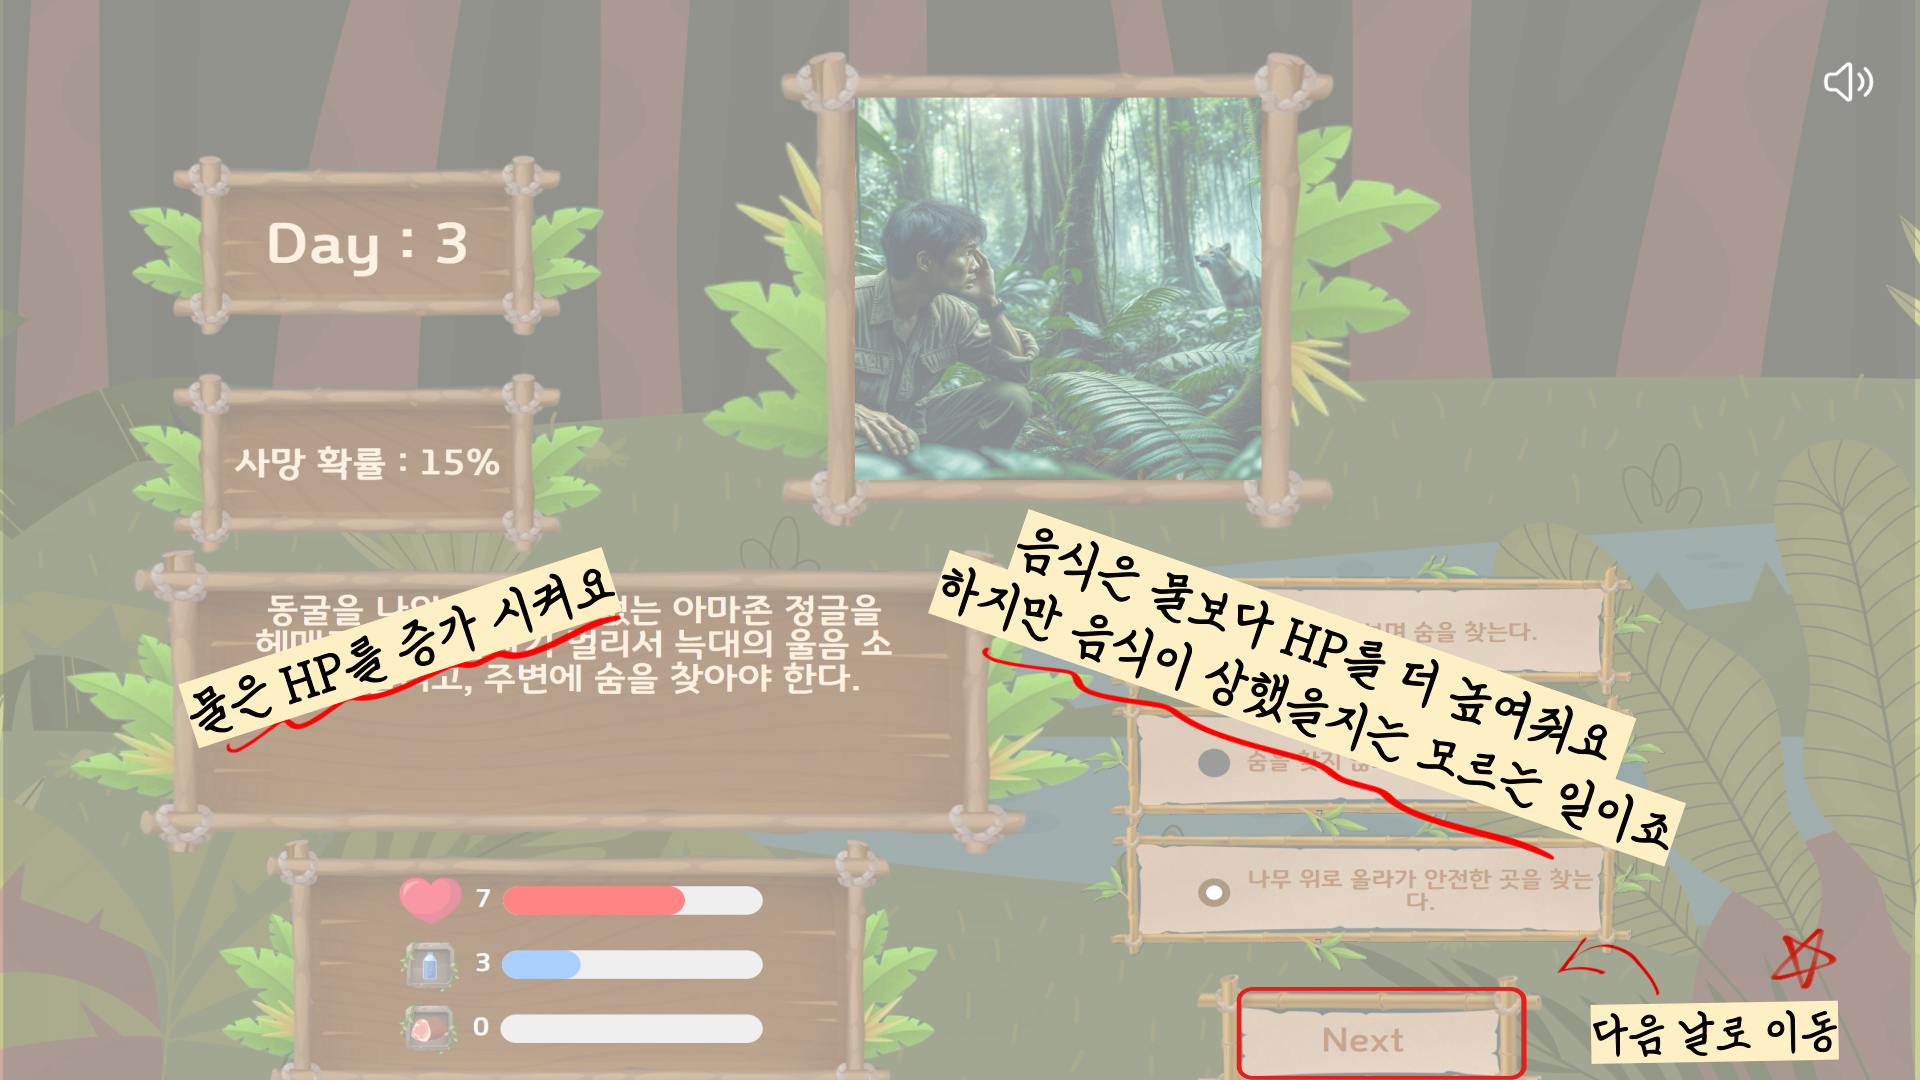 Day : 3
사망 확률 : 15%
동굴을 는 아마존 정글을
멀리서 늑대의 울음 소
고, 주변에 숨을 찾아야 한다.
물은 HP를 증가 시켜요
음식은 물보다 HP를 더 높여줘요
하지만 음식이 상했을지는 모르는 일이죠
숨을 찾는다.
숨을 찾지
나무 위로 올라가 안전한 곳을 찾는
다.
7
3
0
Next
다음 날로 이동